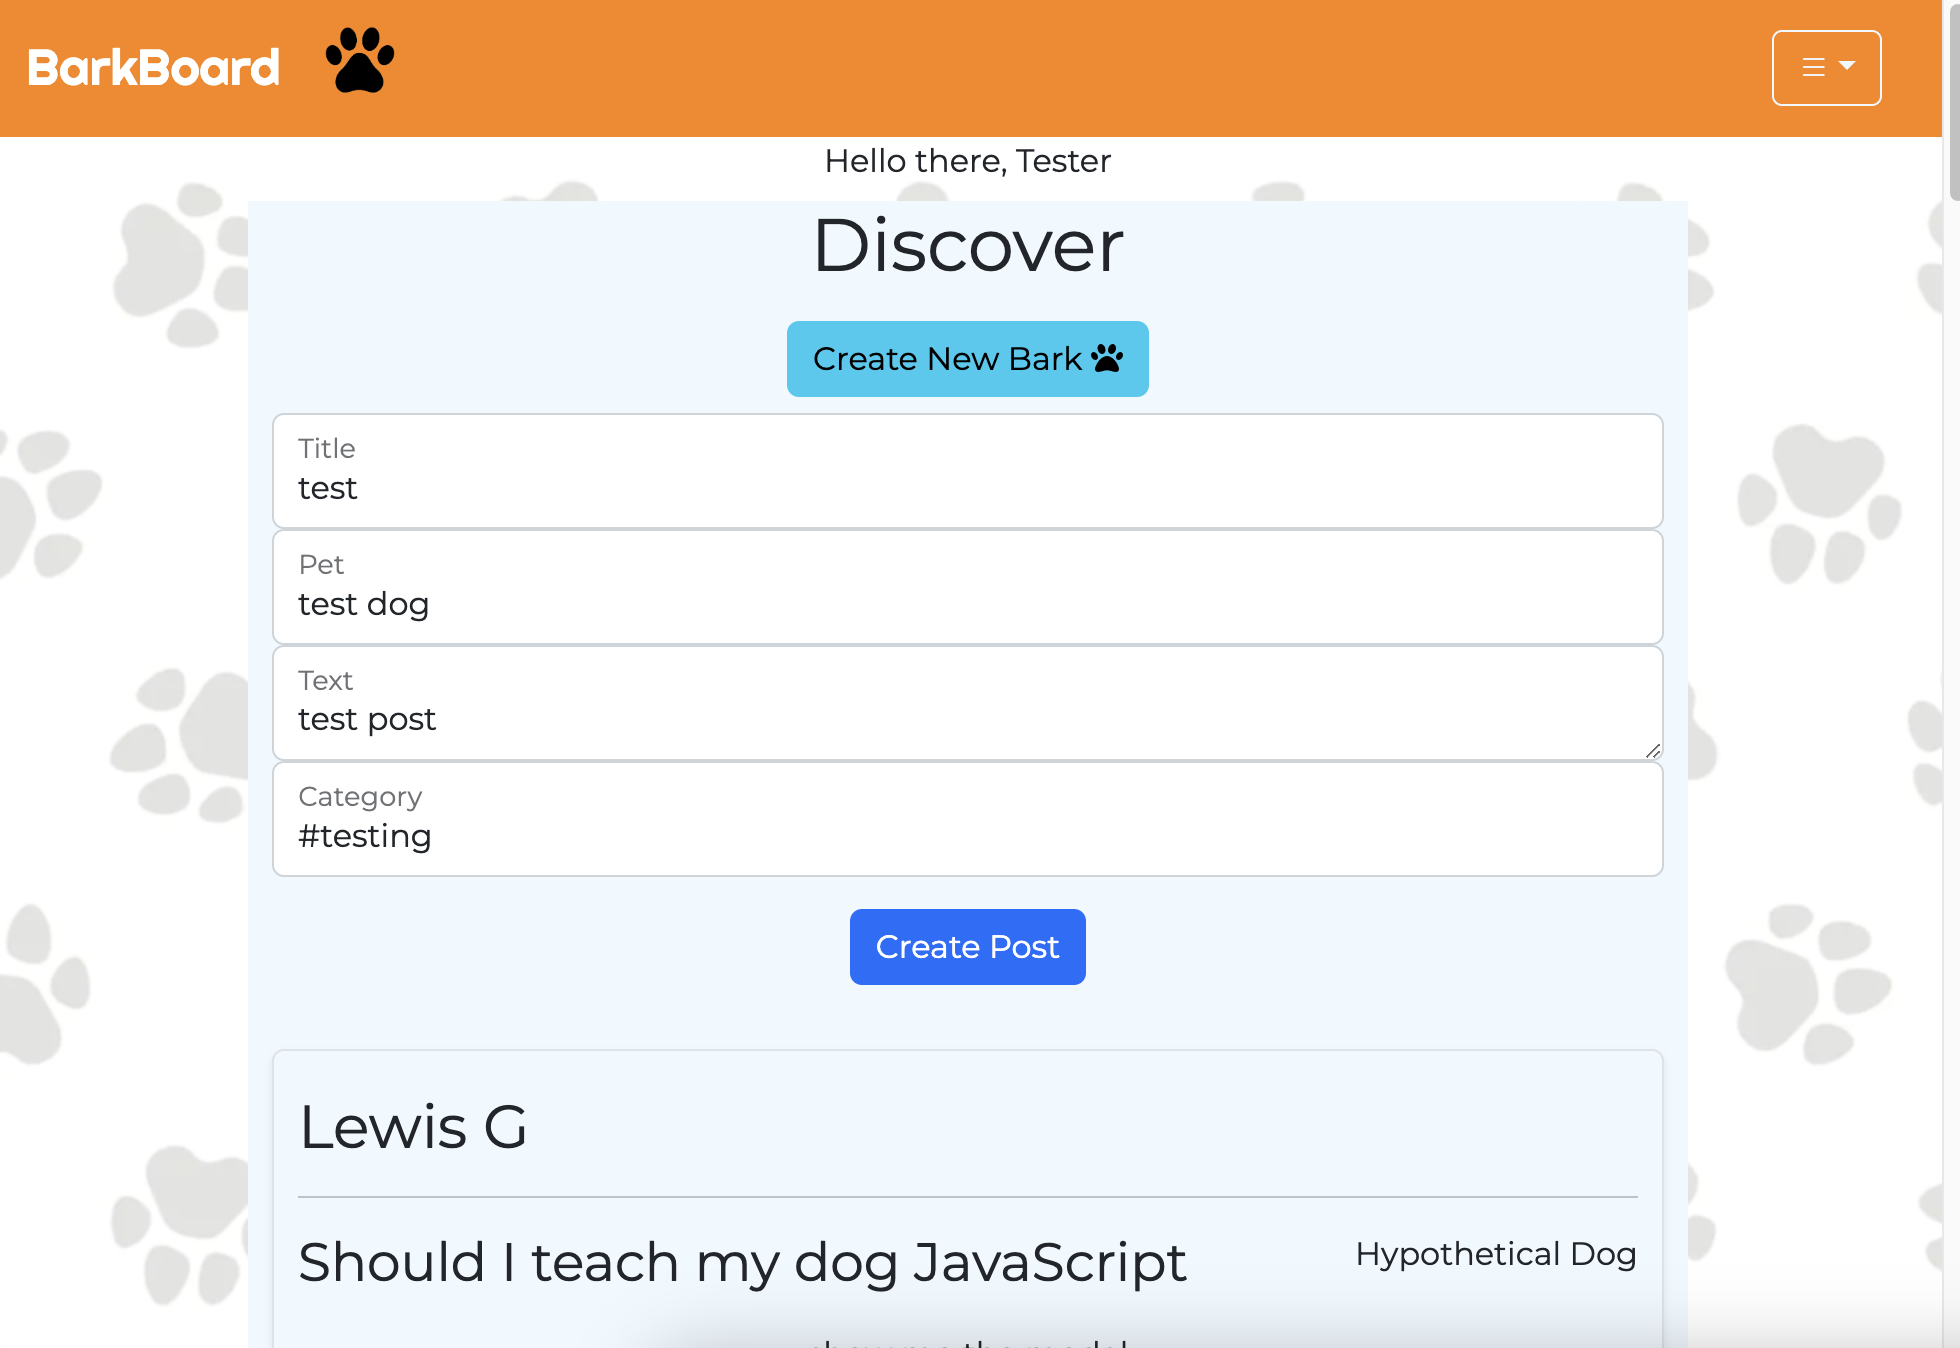 BarkBoard
Hello there, Tester
Discover
Create New Bark
Title
test
Pet
test dog
Text
test post
Category
#testing
Create Post
Lewis G
Should I teach my dog JavaScript
Hypothetical Dog